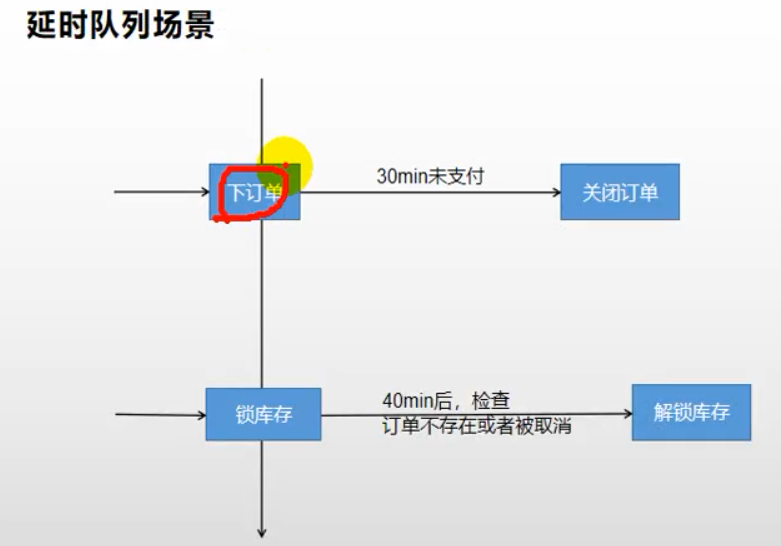 延时队列场景
下订单
30min未支付
关闭订单
锁库存
40min后，检查
订单不存在或者被取消
解锁库存